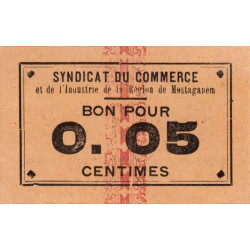 SYNDICAT DU COMMERCE
et de l'Industrie de la Région de Mostaganem
BON POUR
0.05
CENTIMES